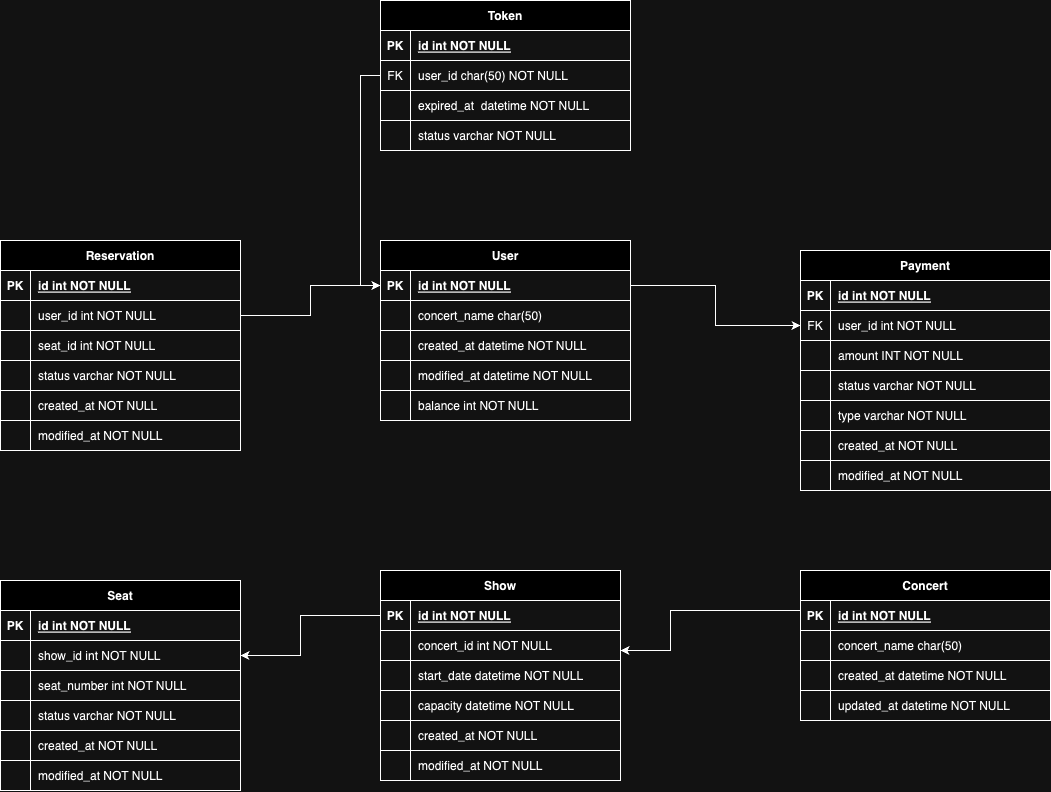 Token
PK id int NOT NULL
FK user_id char(50) NOT NULL
expired_at datetime NOT NULL
status varchar NOT NULL
Reservation
PK id int NOT NULL
user_id int NOT NULL
seat_id int NOT NULL
status varchar NOT NULL
created_at NOT NULL
modified_at NOT NULL
User
PK id int NOT NULL
concert_name char(50)
created_at datetime NOT NULL
modified_at datetime NOT NULL
balance int NOT NULL
Payment
PK id int NOT NULL
FK user_id int NOT NULL
amount INT NOT NULL
status varchar NOT NULL
type varchar NOT NULL
created_at NOT NULL
modified_at NOT NULL
Seat
PK id int NOT NULL
show_id int NOT NULL
seat_number int NOT NULL
status varchar NOT NULL
created_at NOT NULL
modified_at NOT NULL
Show
PK id int NOT NULL
concert_id int NOT NULL
start_date datetime NOT NULL
capacity datetime NOT NULL
created_at NOT NULL
modified_at NOT NULL
Concert
PK id int NOT NULL
concert_name char(50)
created_at datetime NOT NULL
updated_at datetime NOT NULL